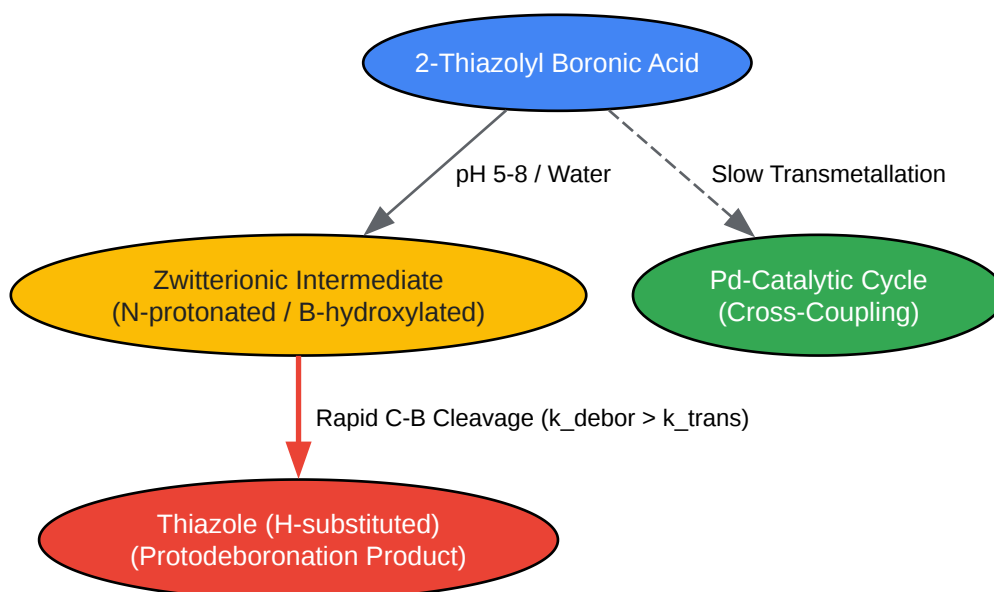 2-Thiazolyl Boronic Acid
pH 5-8 / Water
Slow Transmetallation
Zwitterionic Intermediate
(N-protonated / B-hydroxylated)
Pd-Catalytic Cycle
(Cross-Coupling)
Rapid C-B Cleavage (k_debor > k_trans)
Thiazole (H-substituted)
(Protodeboronation Product)